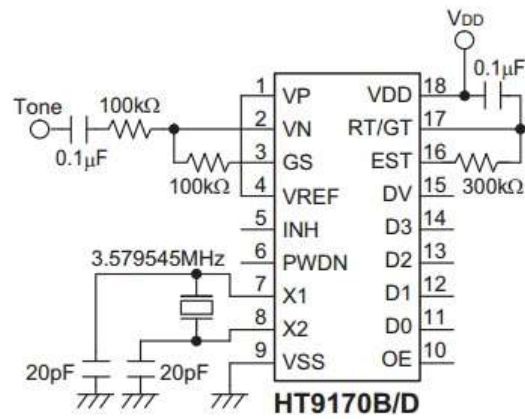 VDD
0.1µF
Tone
100kΩ
0.1µF
100kΩ
1 VP VDD 18
2 VN RT/GT 17
3 GS EST 16
300kΩ
4 VREF DV 15
5 INH D3 14
3.579545MHz
6 PWDN D2 13
7 X1 D1 12
8 X2 D0 11
9 VSS OE 10
20pF 20pF
HT9170B/D